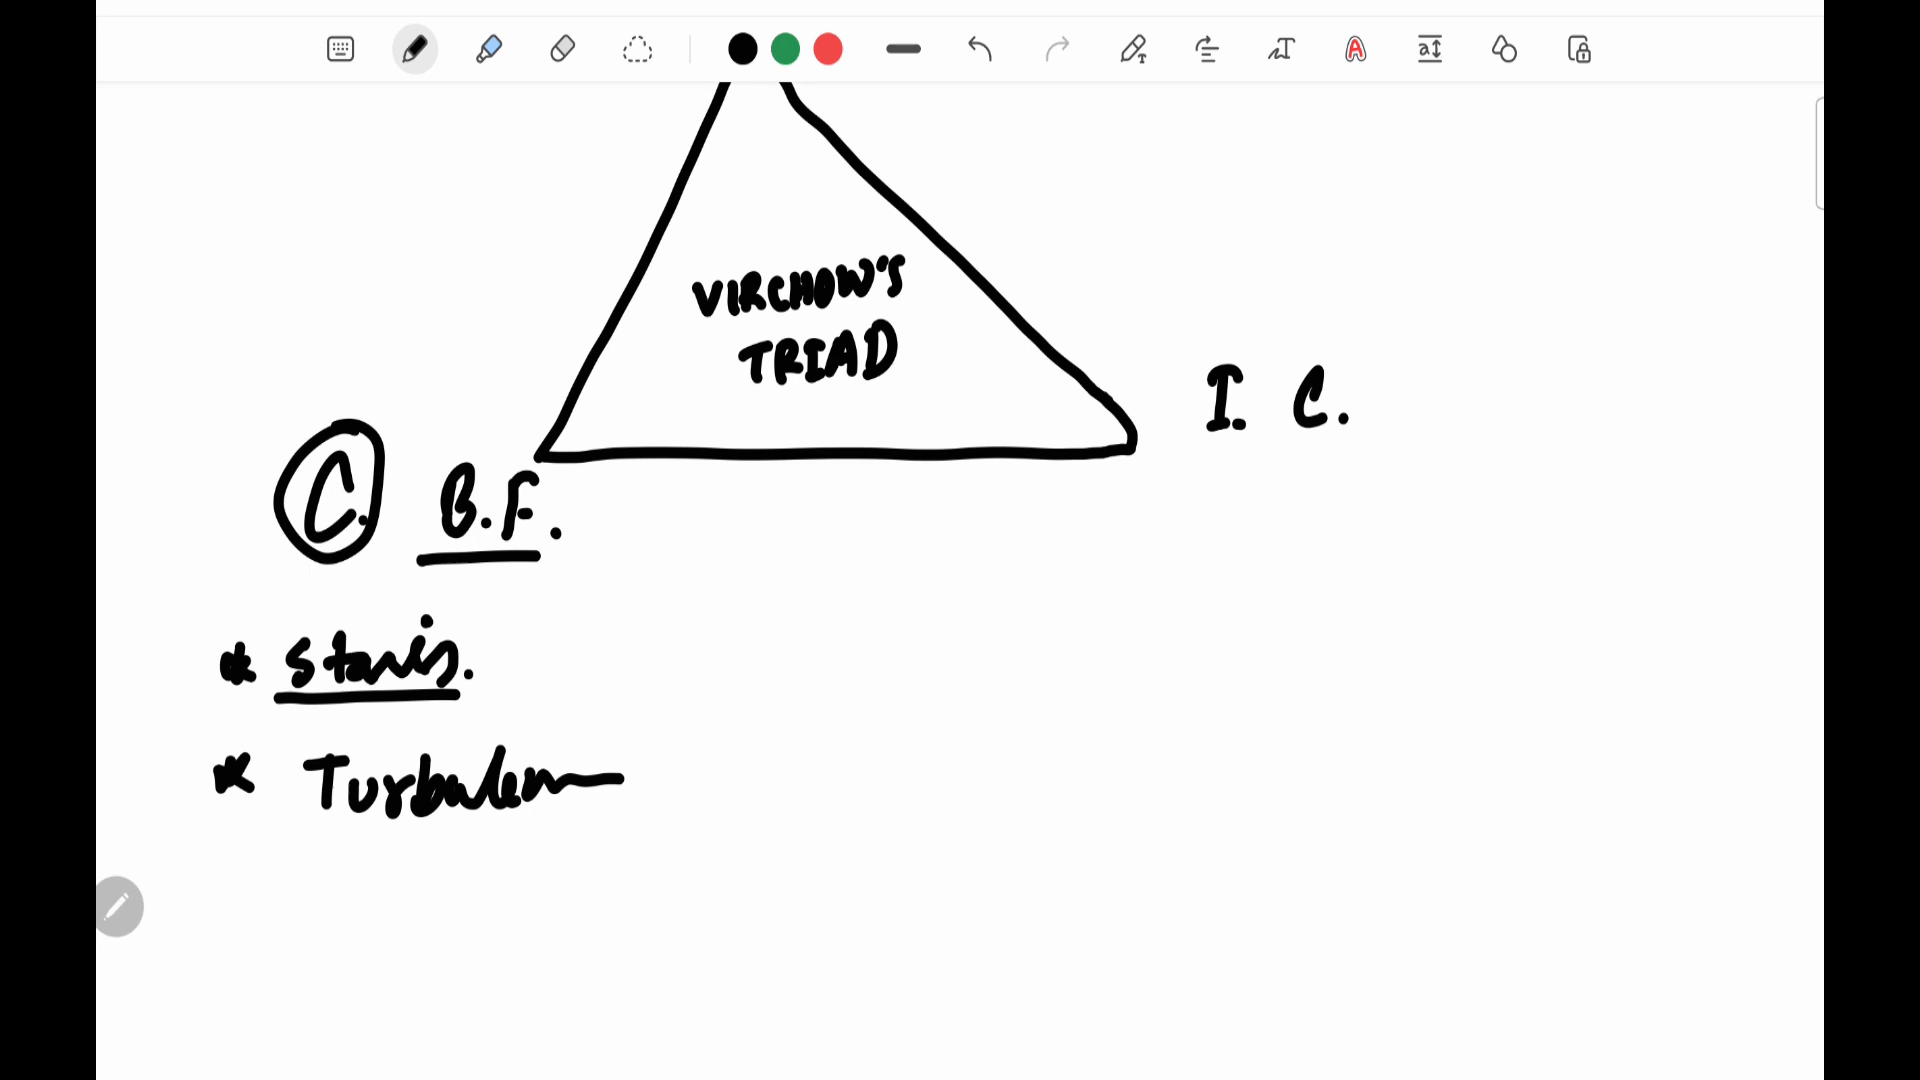 VIRCHOW'S
TRIAD
I. C.
C. B.F.
* stasis.
* Turbulen